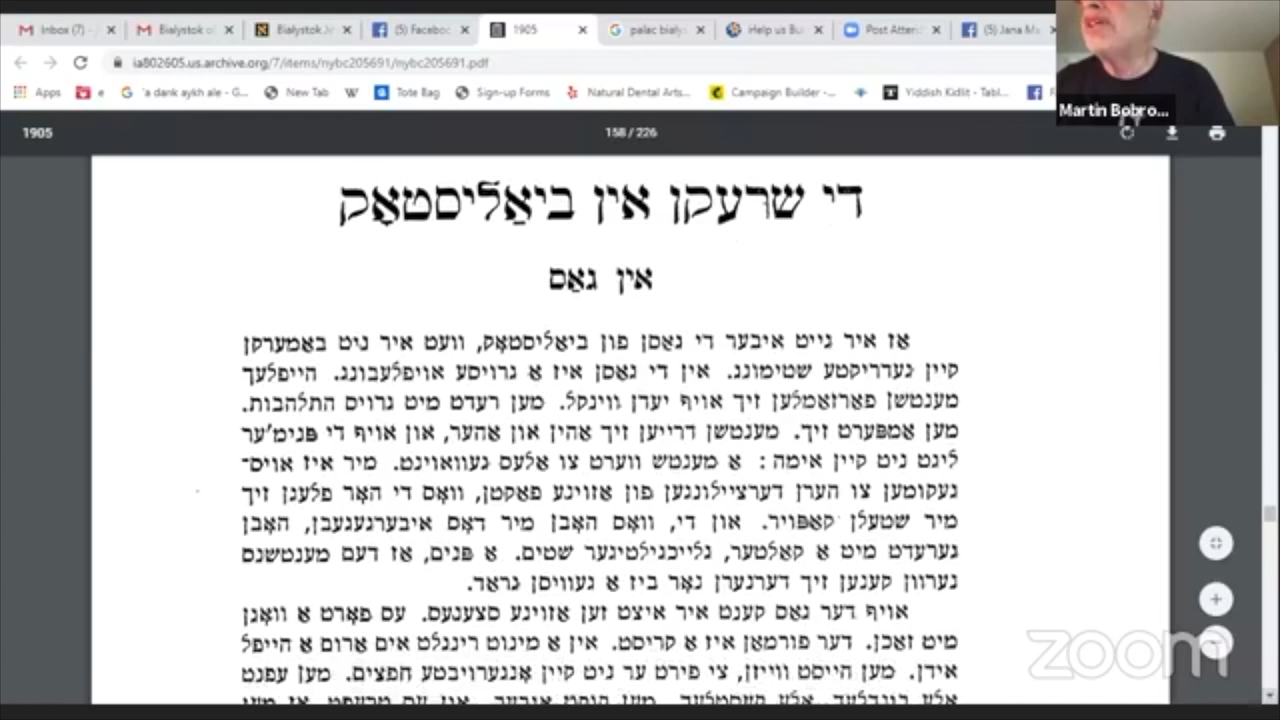 Inbox (7) -
Bialystok o
Bialystok Je
(5) Faceboo
1905
palac bialys
Help us Bu
Post Atten
(5) Jana Ma
ia802605.us.archive.org/7/items/nybc205691/nybc205691.pdf
Apps
e
'a dank aykh ale - G...
New Tab
Tote Bag
Sign-up Forms
Natural Dental Arts...
Campaign Builder -...
Yiddish Kidlit - Tabl...
Martin Bobro...
1905
158 / 226
די שרעקן אין ביאַליסטאָק
אין גאַס
אַז איר גייט איבער די גאַסן פון ביאַליסטאָק, וועט איר ניט באַמערקן
קיין געדריקטע שטימונג. אין די גאַסן איז אַ גרויסע אויפלעבונג. הייפלעך
מענטשן פאַרזאַמלען זיך אויף יעדן ווינקל. מען רעדט מיט גרויס התלהבות.
מען אַמפּערט זיך. מענטשן דרייען זיך אַהין און אַהער, און אויף די פּנימ'ער
ליגט ניט קיין אימה: אַ מענטש ווערט צו אַלעס געוואוינט. מיר איז אויס־
געקומען צו הערן דערציילונגען פון אַזוינע פאַקטן, וואָס די האָר פלעגן זיך
מיר שטעלן קאַפּויר. און די, וואָס האָבן מיר דאָס איבערגעגעבן, האָבן
גערעדט מיט אַ קאַלטער, גלייכגילטיגער שטים. אַ פּנים, אַז דעם מענטשנס
נערוון קענען זיך דערנערן נאָר ביז אַ געוויסן גראַד.
אויף דער גאַס קענט איר איצט זען אַזוינע סצענעס. עס פאָרט אַ וואָגן
מיט זאַכן. דער פורמאַן איז אַ קריסט. אין אַ מינוט רינגלט אים אַרום אַ הייפל
אידן. מען הייסט ווייזן, צי פירט ער ניט קיין אָנגערויבטע חפצים. מען עפנט
zoom